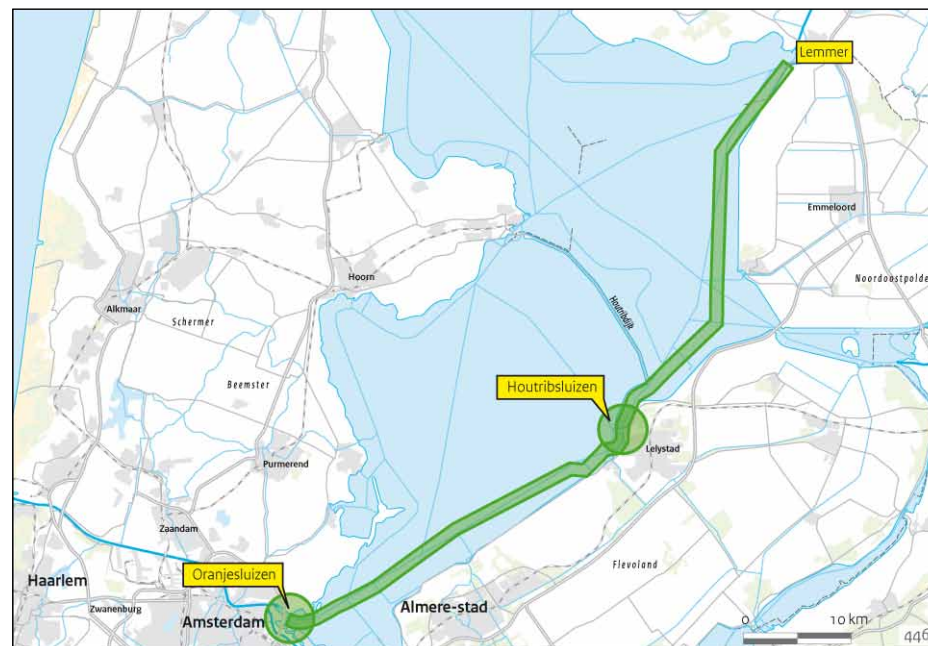 Lemmer
Emmeloord
Noordoostpolde
Hoorn
Houtribdijk
Alkmaar
Schermer
Beemster
Houtribsluizen
Lelystad
Purmerend
Zaandam
Flevoland
Oranjesluizen
Haarlem
Zwanenburg
Amsterdam
Almere-stad
0 10 km
446